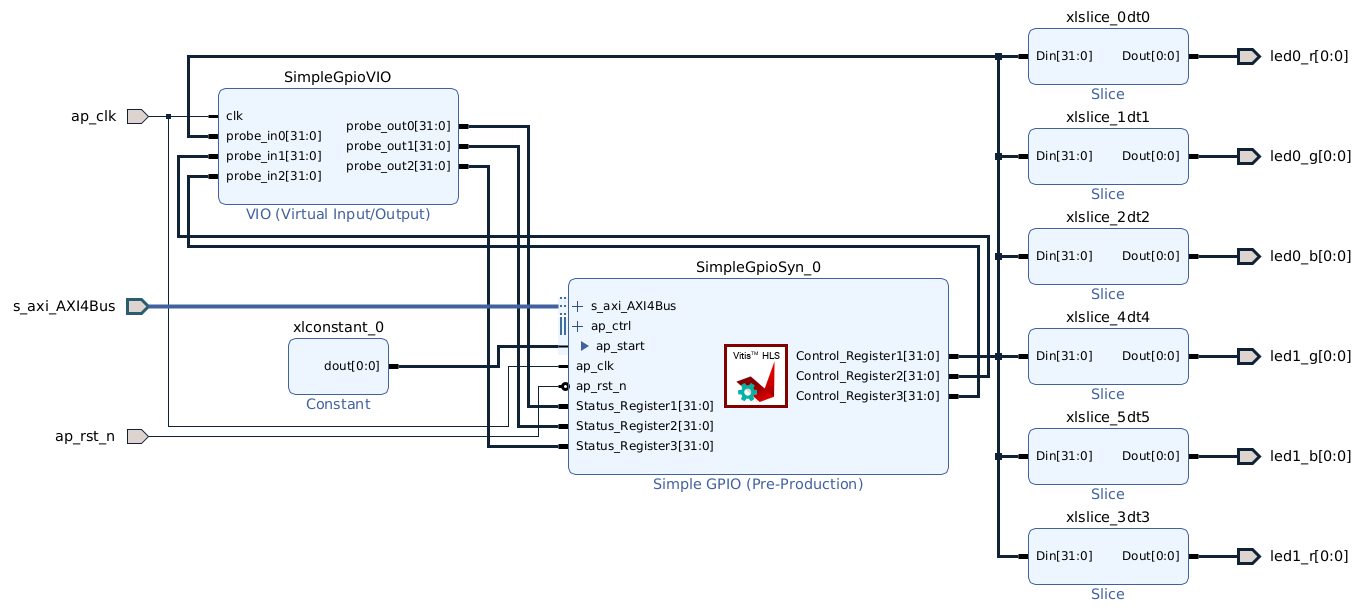 SimpleGpioVIO
clk
probe_in0[31:0]
probe_in1[31:0]
probe_in2[31:0]
probe_out0[31:0]
probe_out1[31:0]
probe_out2[31:0]
VIO (Virtual Input/Output)
ap_clk
s_axi_AXI4Bus
ap_rst_n
xlconstant_0
dout[0:0]
Constant
SimpleGpioSyn_0
s_axi_AXI4Bus
ap_ctrl
ap_start
ap_clk
ap_rst_n
Status_Register1[31:0]
Status_Register2[31:0]
Status_Register3[31:0]
Vitis™ HLS
Control_Register1[31:0]
Control_Register2[31:0]
Control_Register3[31:0]
Simple GPIO (Pre-Production)
xlslice_0dt0
Din[31:0] Dout[0:0]
Slice
led0_r[0:0]
xlslice_1dt1
Din[31:0] Dout[0:0]
Slice
led0_g[0:0]
xlslice_2dt2
Din[31:0] Dout[0:0]
Slice
led0_b[0:0]
xlslice_4dt4
Din[31:0] Dout[0:0]
Slice
led1_g[0:0]
xlslice_5dt5
Din[31:0] Dout[0:0]
Slice
led1_b[0:0]
xlslice_3dt3
Din[31:0] Dout[0:0]
Slice
led1_r[0:0]